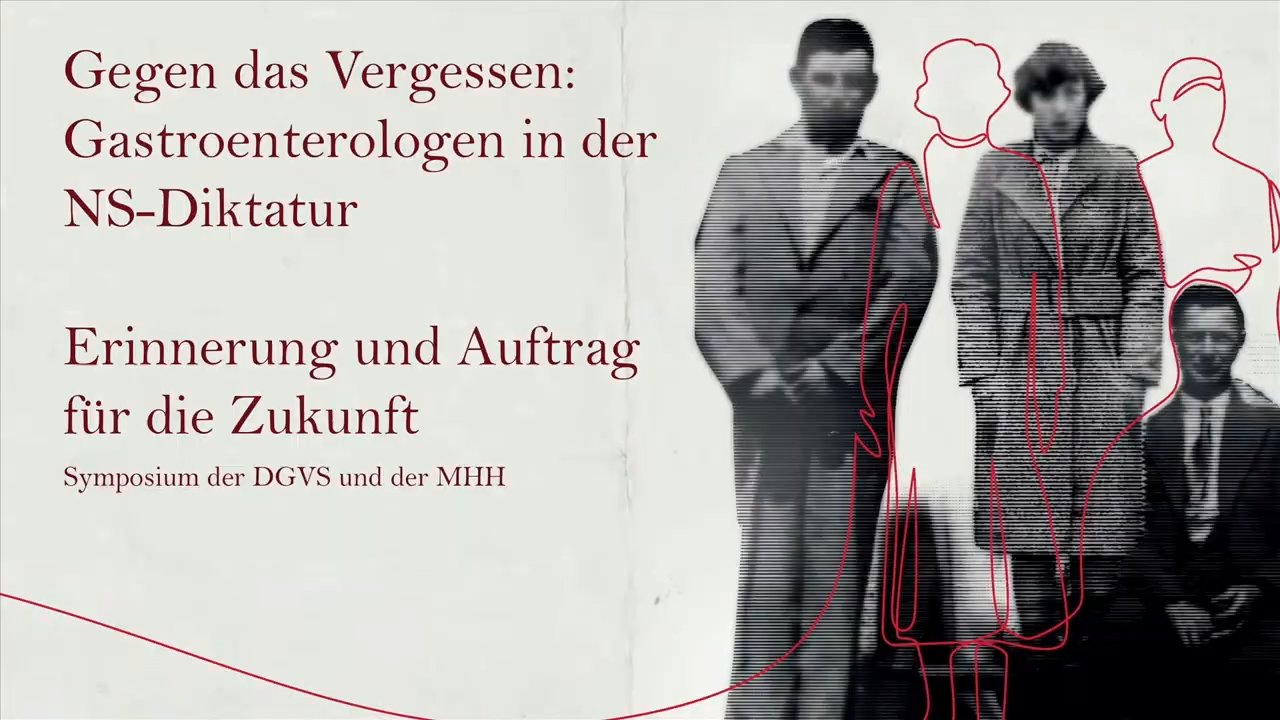 Gegen das Vergessen:
Gastroenterologen in der
NS-Diktatur
Erinnerung und Auftrag
für die Zukunft
Symposium der DGVS und der MHH